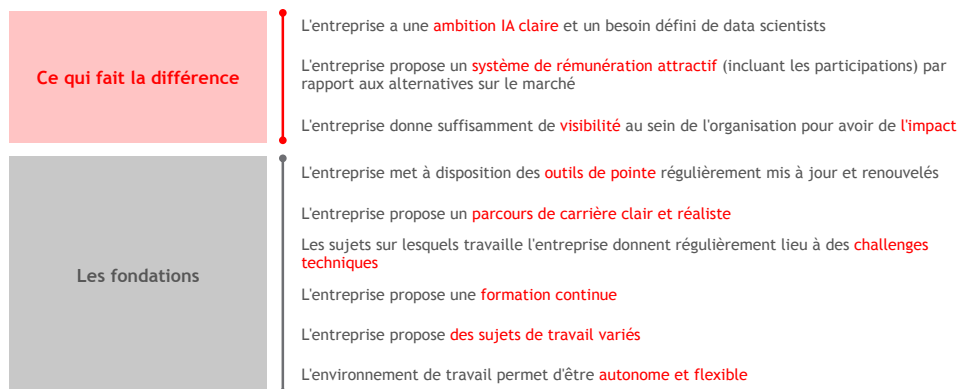 Ce qui fait la différence
L'entreprise a une ambition IA claire et un besoin défini de data scientists
L'entreprise propose un système de rémunération attractif (incluant les participations) par
rapport aux alternatives sur le marché
L'entreprise donne suffisamment de visibilité au sein de l'organisation pour avoir de l'impact
Les fondations
L'entreprise met à disposition des outils de pointe régulièrement mis à jour et renouvelés
L'entreprise propose un parcours de carrière clair et réaliste
Les sujets sur lesquels travaille l'entreprise donnent régulièrement lieu à des challenges
techniques
L'entreprise propose une formation continue
L'entreprise propose des sujets de travail variés
L'environnement de travail permet d'être autonome et flexible